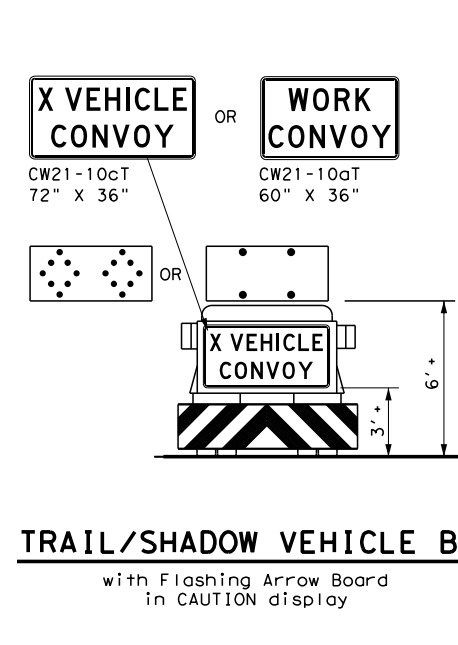 X VEHICLE
CONVOY
OR
WORK
CONVOY
CW21-10cT
72" X 36"
CW21-10aT
60" X 36"
OR
X VEHICLE
CONVOY
6' +
3' +
TRAIL/SHADOW VEHICLE B
with Flashing Arrow Board
in CAUTION display